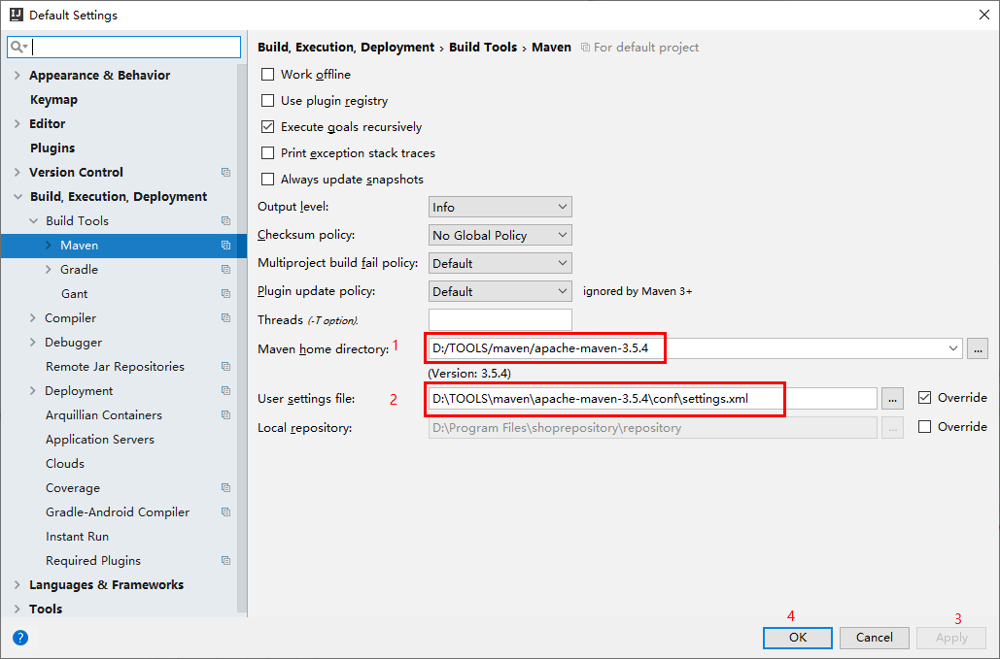 Default Settings
Build, Execution, Deployment › Build Tools › Maven For default project
Appearance & Behavior
Keymap
Editor
Plugins
Version Control
Build, Execution, Deployment
Build Tools
Maven
Gradle
Gant
Compiler
Debugger
Remote Jar Repositories
Deployment
Arquillian Containers
Application Servers
Clouds
Coverage
Gradle-Android Compiler
Instant Run
Required Plugins
Languages & Frameworks
Tools
Work offline
Use plugin registry
Execute goals recursively
Print exception stack traces
Always update snapshots
Output level: Info
Checksum policy: No Global Policy
Multiproject build fail policy: Default
Plugin update policy: Default ignored by Maven 3+
Threads (-T option).
Maven home directory: 1 D:/TOOLS/maven/apache-maven-3.5.4 ...
(Version: 3.5.4)
User settings file: 2 D:\TOOLS\maven\apache-maven-3.5.4\conf\settings.xml ... Override
Local repository: D:\Program Files\shoprepository\repository ... Override
4 3
? OK Cancel Apply